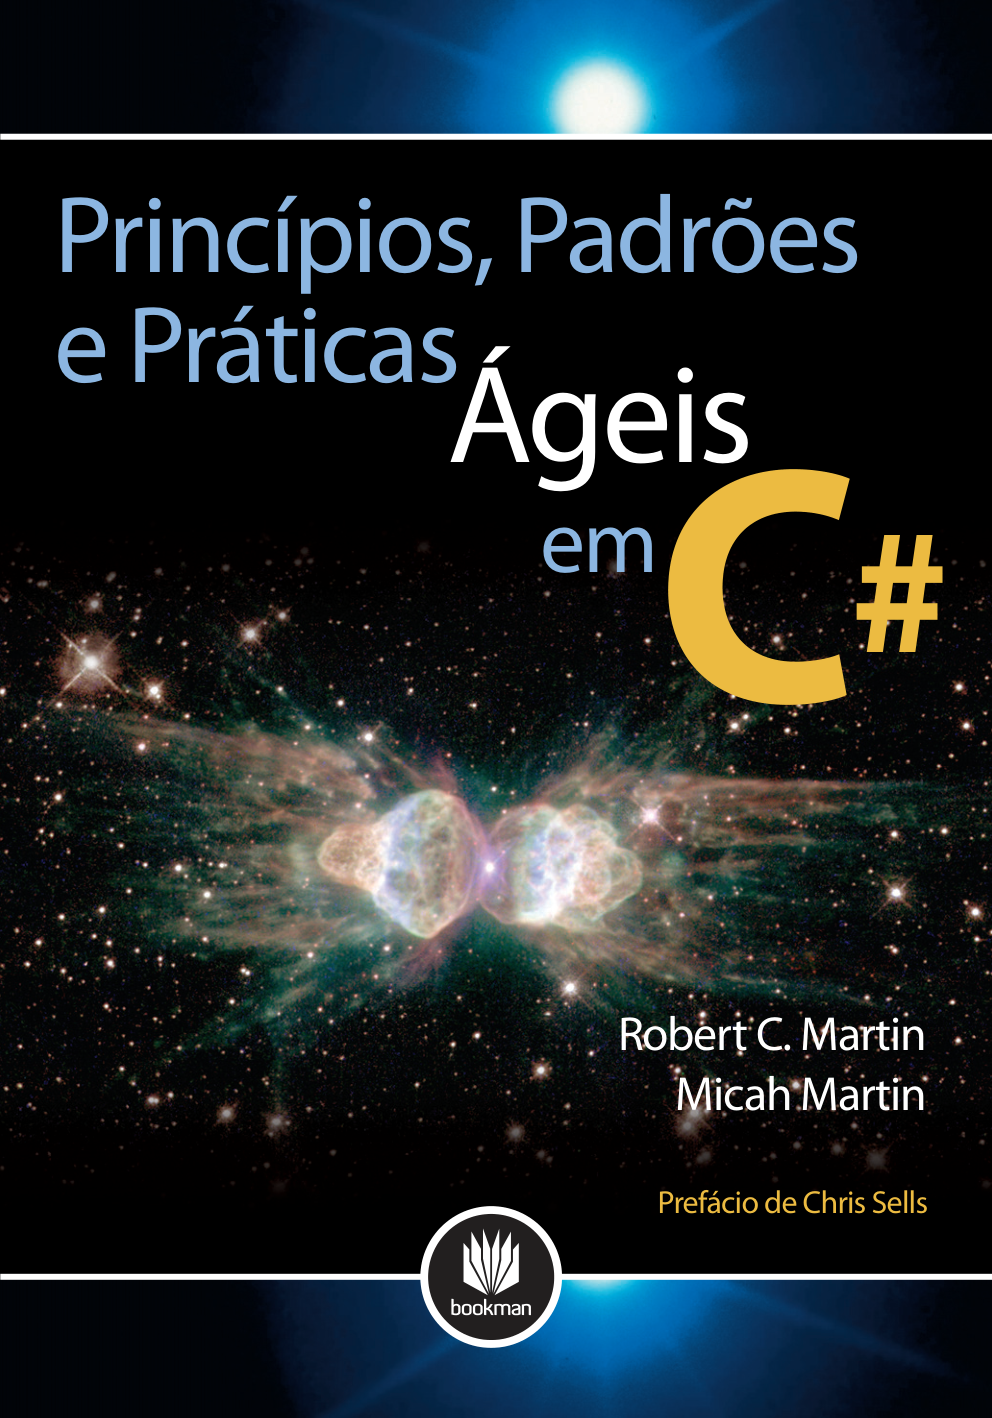 Princípios, Padrões
e Práticas
Ágeis
em C#
Robert C. Martin
Micah Martin
Prefácio de Chris Sells
bookman